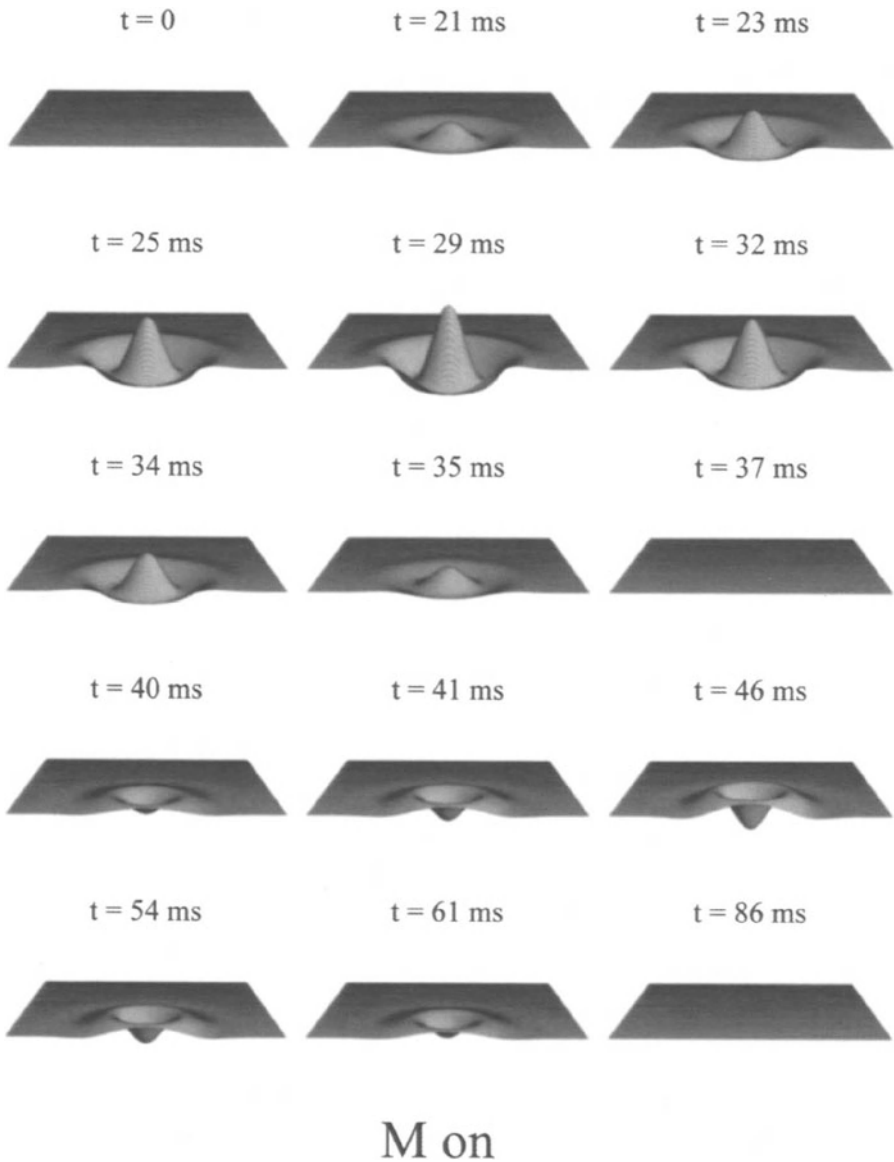 t = 0 t = 21 ms t = 23 ms
t = 25 ms t = 29 ms t = 32 ms
t = 34 ms t = 35 ms t = 37 ms
t = 40 ms t = 41 ms t = 46 ms
t = 54 ms t = 61 ms t = 86 ms
M on